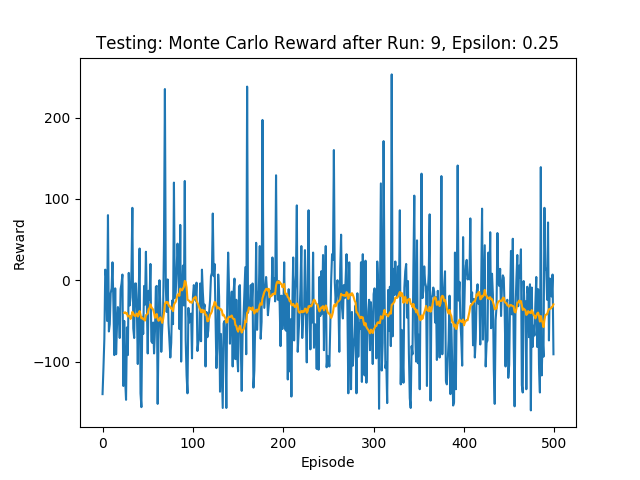 Testing: Monte Carlo Reward after Run: 9, Epsilon: 0.25
200
100
0
−100
Reward
0 100 200 300 400 500
Episode